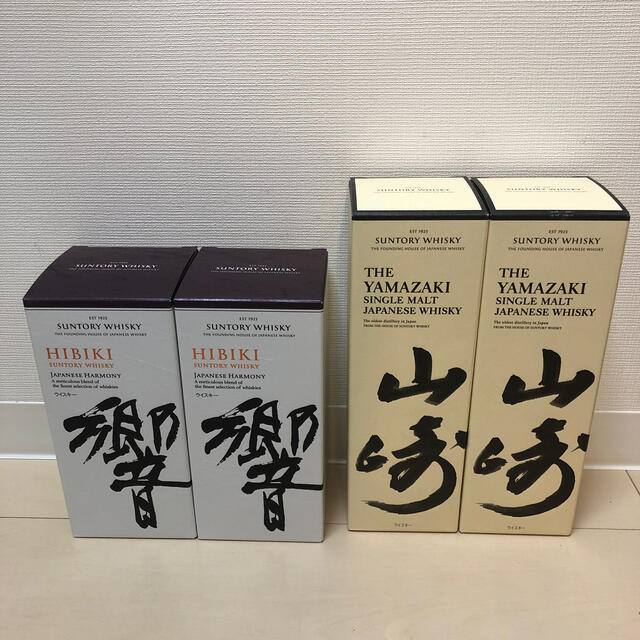 SUNTORY WHISKY
EST 1923
SUNTORY WHISKY
THE FOUNDING HOUSE OF JAPANESE WHISKY
HIBIKI
SUNTORY WHISKY
JAPANESE HARMONY
A meticulous blend of
the finest selection of whiskies
ウイスキー
響
SUNTORY WHISKY
EST 1923
SUNTORY WHISKY
THE FOUNDING HOUSE OF JAPANESE WHISKY
HIBIKI
SUNTORY WHISKY
JAPANESE HARMONY
A meticulous blend of
the finest selection of whiskies
ウイスキー
響
SUNTORY WHISKY
EST 1923
SUNTORY WHISKY
THE FOUNDING HOUSE OF JAPANESE WHISKY
THE
YAMAZAKI
SINGLE MALT
JAPANESE WHISKY
The oldest distillery in Japan
FROM THE HOUSE OF SUNTORY WHISKY
山
崎
ウイスキー
SUNTORY WHISKY
EST 1923
SUNTORY WHISKY
THE FOUNDING HOUSE OF JAPANESE WHISKY
THE
YAMAZAKI
SINGLE MALT
JAPANESE WHISKY
The oldest distillery in Japan
FROM THE HOUSE OF SUNTORY WHISKY
山
崎
ウイスキー